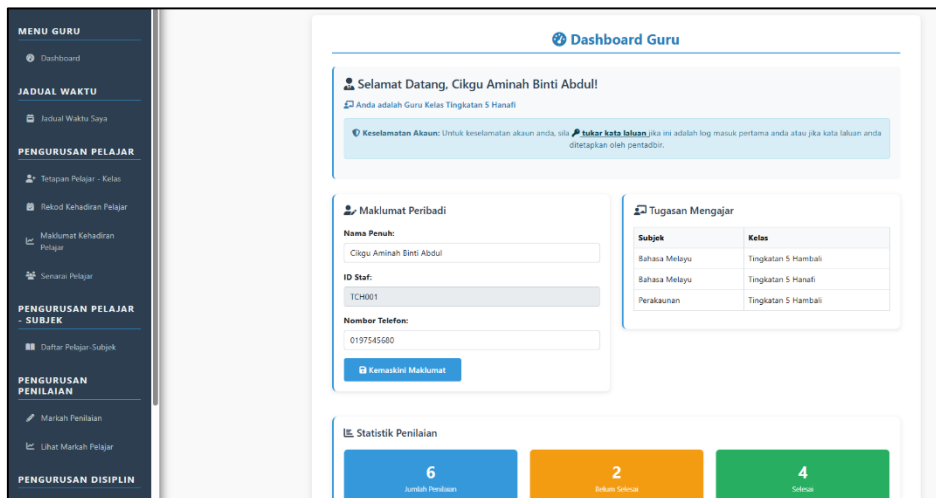 MENU GURU
Dashboard
JADUAL WAKTU
Jadual Waktu Saya
PENGURUSAN PELAJAR
Tetapan Pelajar - Kelas
Rekod Kehadiran Pelajar
Maklumat Kehadiran
Pelajar
Senarai Pelajar
PENGURUSAN PELAJAR
- SUBJEK
Daftar Pelajar-Subjek
PENGURUSAN
PENILAIAN
Markah Penilaian
Lihat Markah Pelajar
PENGURUSAN DISIPLIN
Dashboard Guru
Selamat Datang, Cikgu Aminah Binti Abdul!
Anda adalah Guru Kelas Tingkatan 5 Hanafi
Keselamatan Akaun: Untuk keselamatan akaun anda, sila tukar kata laluan jika ini adalah log masuk pertama anda atau jika kata laluan anda
ditetapkan oleh pentadbir.
Maklumat Peribadi
Nama Penuh:
Cikgu Aminah Binti Abdul
ID Staf:
TCH001
Nombor Telefon:
0197545680
Kemaskini Maklumat
Tugasan Mengajar
Subjek Kelas
Bahasa Melayu Tingkatan 5 Hambali
Bahasa Melayu Tingkatan 5 Hanafi
Perakaunan Tingkatan 5 Hambali
Statistik Penilaian
6
Jumlah Penilaian
2
Belum Selesai
4
Selesai